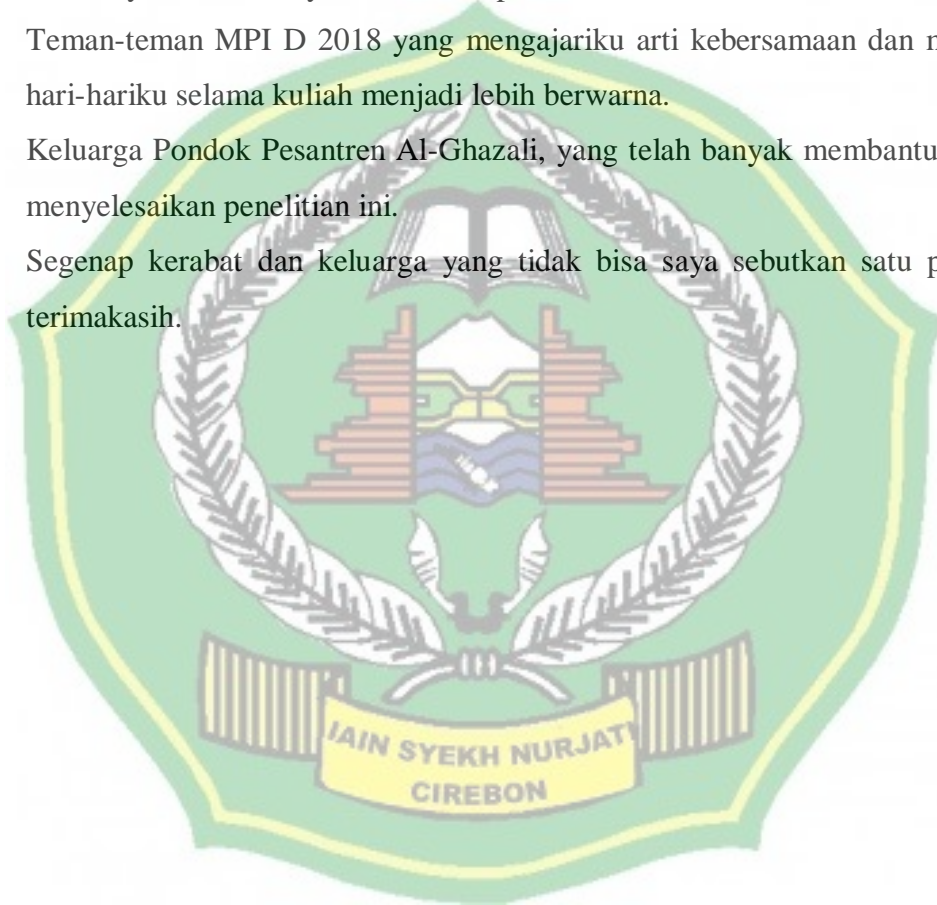 Teman-teman MPI D 2018 yang mengajariku arti kebersamaan dan
hari-hariku selama kuliah menjadi lebih berwarna.
Keluarga Pondok Pesantren Al-Ghazali, yang telah banyak membantu
menyelesaikan penelitian ini.
Segenap kerabat dan keluarga yang tidak bisa saya sebutkan satu
terimakasih.
IAIN SYEKH NURJATI
CIREBON